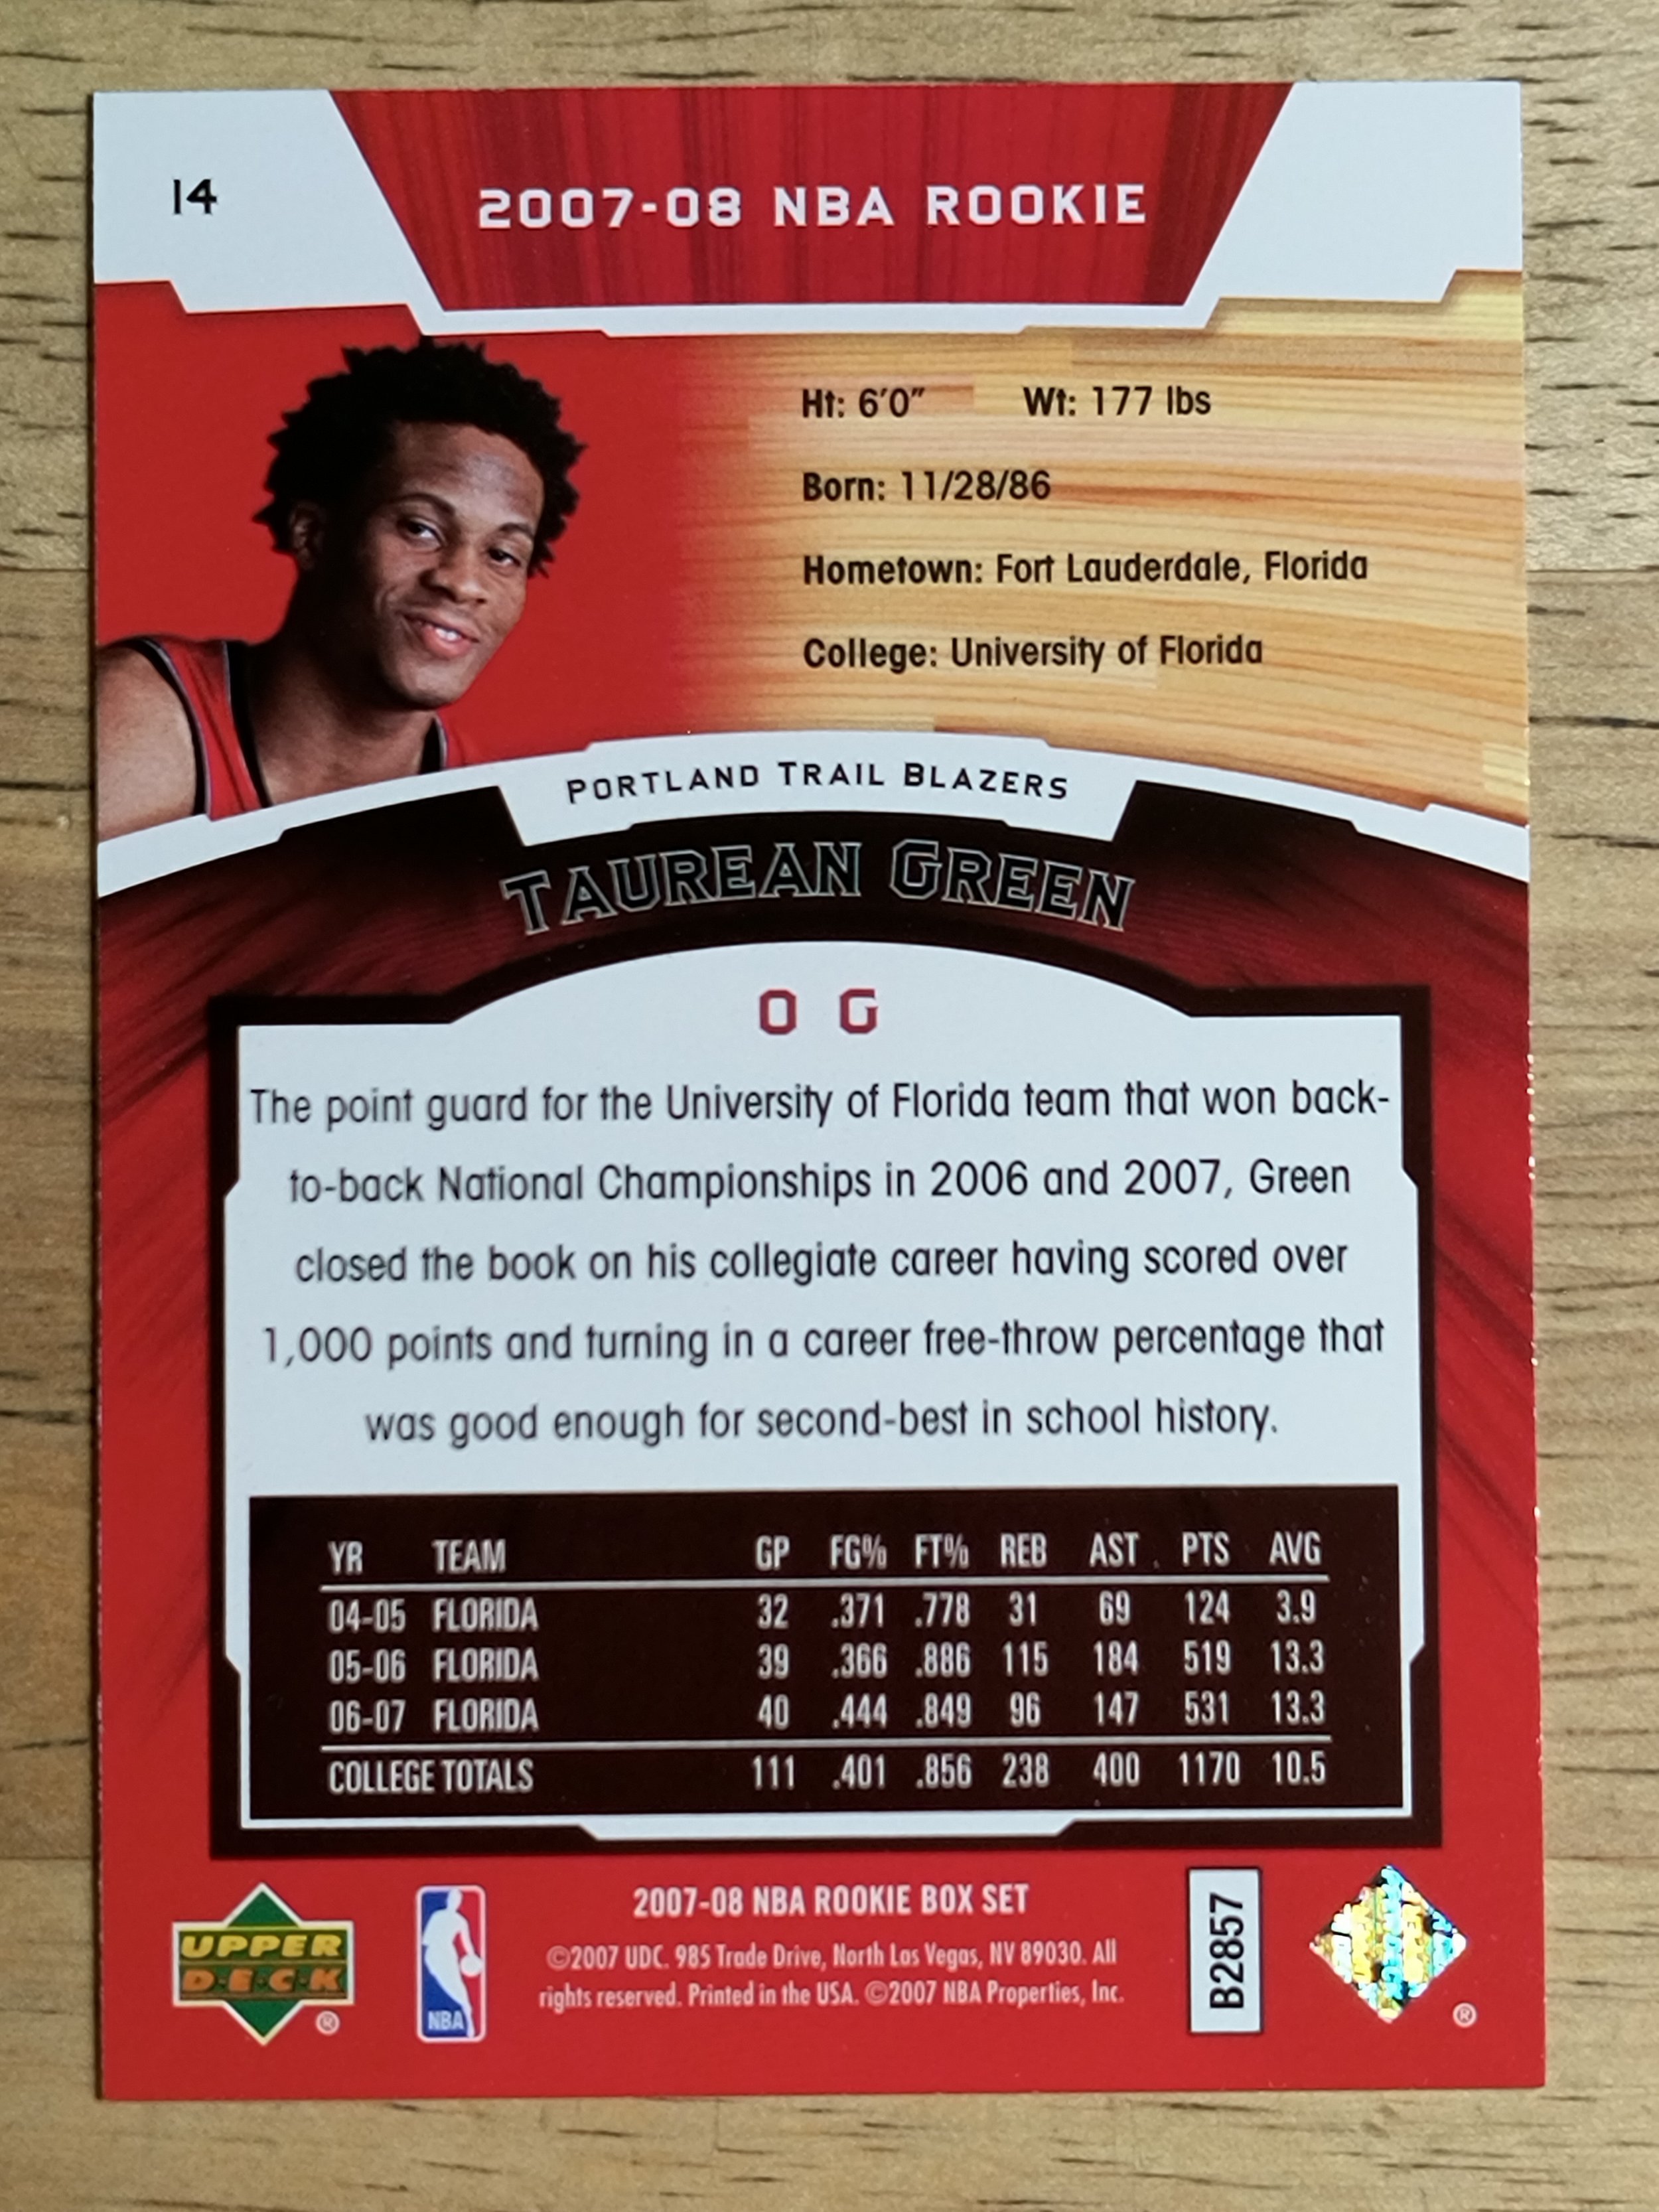 14
2007-08 NBA ROOKIE
Ht: 6'0" Wt: 177 lbs
Born: 11/28/86
Hometown: Fort Lauderdale, Florida
College: University of Florida
PORTLAND TRAIL BLAZERS
TAUREAN GREEN
0 G
The point guard for the University of Florida team that won back-
to-back National Championships in 2006 and 2007, Green
closed the book on his collegiate career having scored over
1,000 points and turning in a career free-throw percentage that
was good enough for second-best in school history.
YR TEAM GP FG% FT% REB AST PTS AVG
04-05 FLORIDA 32 .371 .778 31 69 124 3.9
05-06 FLORIDA 39 .366 .886 115 184 519 13.3
06-07 FLORIDA 40 .444 .849 96 147 531 13.3
COLLEGE TOTALS 111 .401 .856 238 400 1170 10.5
UPPER
DECK
®
NBA
2007-08 NBA ROOKIE BOX SET
©2007 UDC. 985 Trade Drive, North Las Vegas, NV 89030. All
rights reserved. Printed in the USA. ©2007 NBA Properties, Inc.
B2857
®